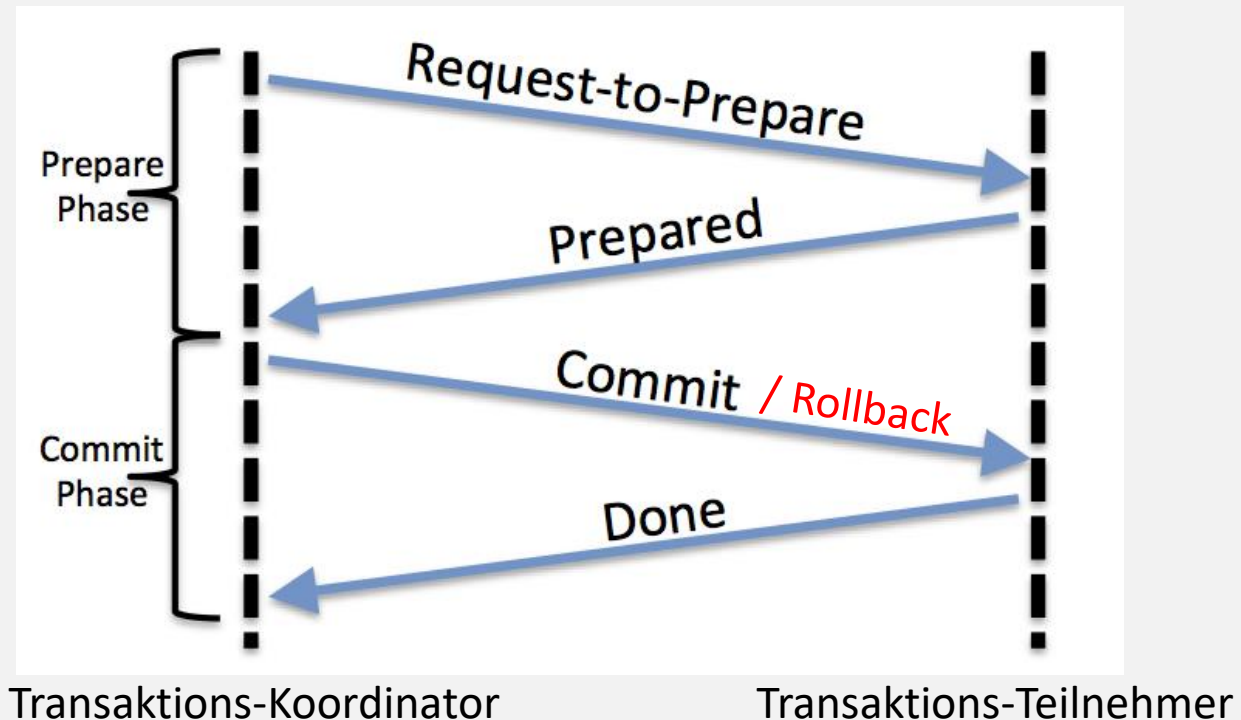 Request-to-Prepare
Prepare
Phase
Prepared
Commit / Rollback
Commit
Phase
Done
Transaktions-Koordinator
Transaktions-Teilnehmer